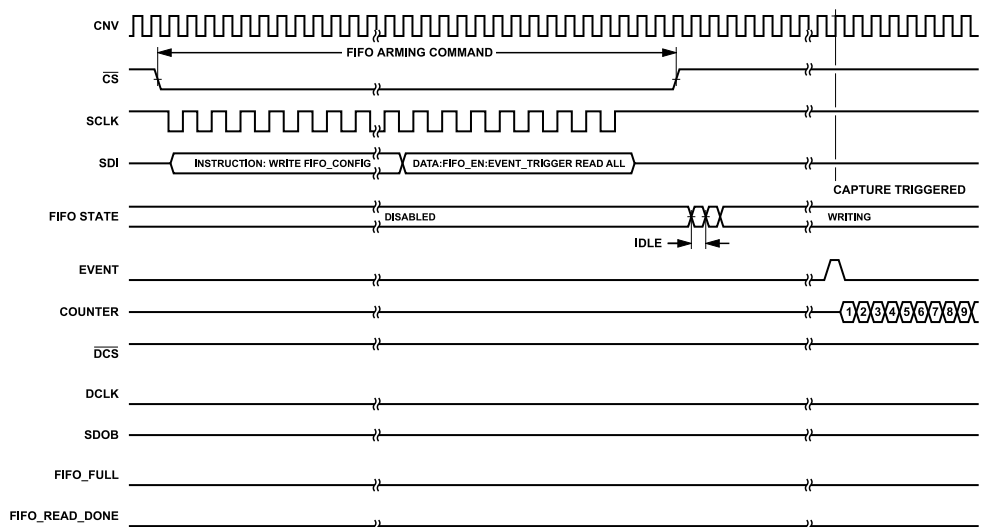 CNV
FIFO ARMING COMMAND
CS
SCLK
SDI
INSTRUCTION: WRITE FIFO_CONFIG
DATA:FIFO_EN:EVENT_TRIGGER READ ALL
CAPTURE TRIGGERED
FIFO STATE
DISABLED
WRITING
IDLE
EVENT
COUNTER
1 2 3 4 5 6 7 8 9
DCS
DCLK
SDOB
FIFO_FULL
FIFO_READ_DONE